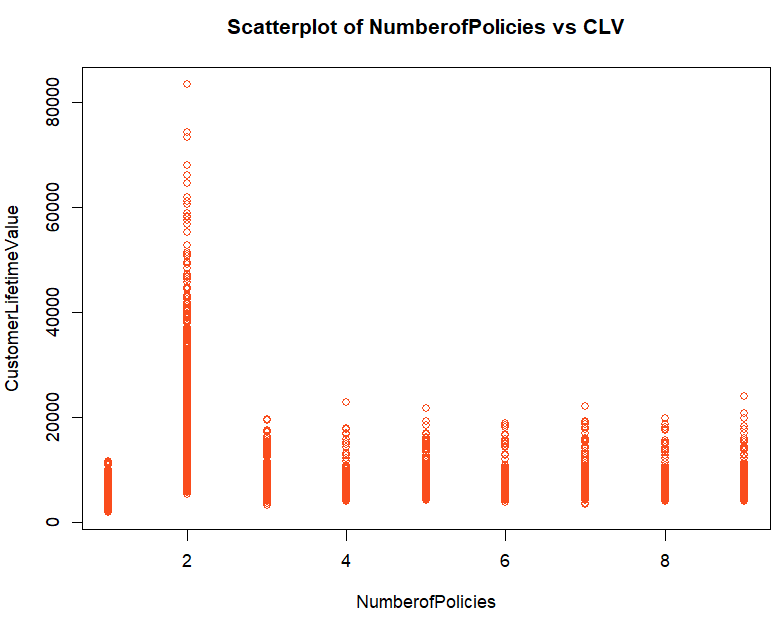 Scatterplot of NumberofPolicies vs CLV
CustomerLifetimeValue
80000
60000
40000
20000
0
2 4 6 8
NumberofPolicies